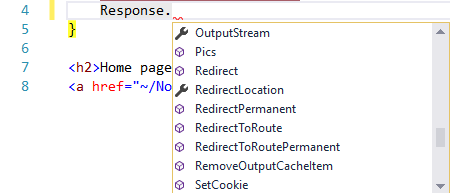 4 Response.
OutputStream
5 }
Pics
Redirect
7 <h2>Home page
RedirectLocation
8 <a href="~/No
RedirectPermanent
RedirectToRoute
RedirectToRoutePermanent
RemoveOutputCacheItem
SetCookie